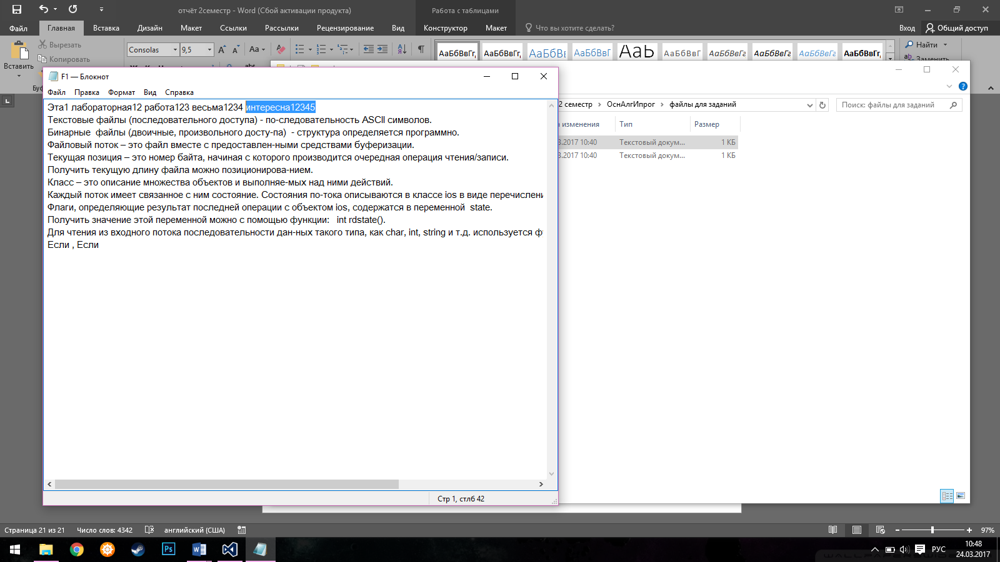 отчёт 2семестр - Word (Сбой активации продукта)
Работа с таблицами
Файл Главная Вставка Дизайн Макет Ссылки Рассылки Рецензирование Вид Конструктор Макет Что вы хотите сделать? Вход Общий доступ
Вставить
Вырезать
Копировать
Consolas 9,5
Aa
АаБбВвГг, АаБбВвГг, АаБбВв АаБбВвГ АаЬ АаБбВвГ АаБбВвГг АаБбВвГг АаБбВвГг АаБбВвГг,
Найти
Заменить
F1 — Блокнот
Файл Правка Формат Вид Справка
Эта1 лабораторная12 работа123 весьма1234 интересна12345
Текстовые файлы (последовательного доступа) - по-следовательность ASCII символов.
Бинарные  файлы (двоичные, произвольного досту-па)  - структура определяется программно.
Файловый поток – это файл вместе с предоставлен-ными средствами буферизации.
Текущая позиция – это номер байта, начиная с которого производится очередная операция чтения/записи.
Получить текущую длину файла можно позиционирова-нием.
Класс – это описание множества объектов и выполняе-мых над ними действий.
Каждый поток имеет связанное с ним состояние. Состояния по-тока описываются в классе ios в виде перечислени
Флаги, определяющие результат последней операции с объектом ios, содержатся в переменной  state.
Получить значение этой переменной можно с помощью функции:   int rdstate().
Для чтения из входного потока последовательности дан-ных такого типа, как char, int, string и т.д. используется фу
Если , Если
Стр 1, стлб 42
2 семестр ОснАлгИпрог файлы для заданий
Поиск: файлы для заданий
изменения Тип Размер
3.2017 10:40 Текстовый докум... 1 КБ
3.2017 10:40 Текстовый докум... 1 КБ
Страница 21 из 21 Число слов: 4342 английский (США) 97%
РУС
10:48
24.03.2017